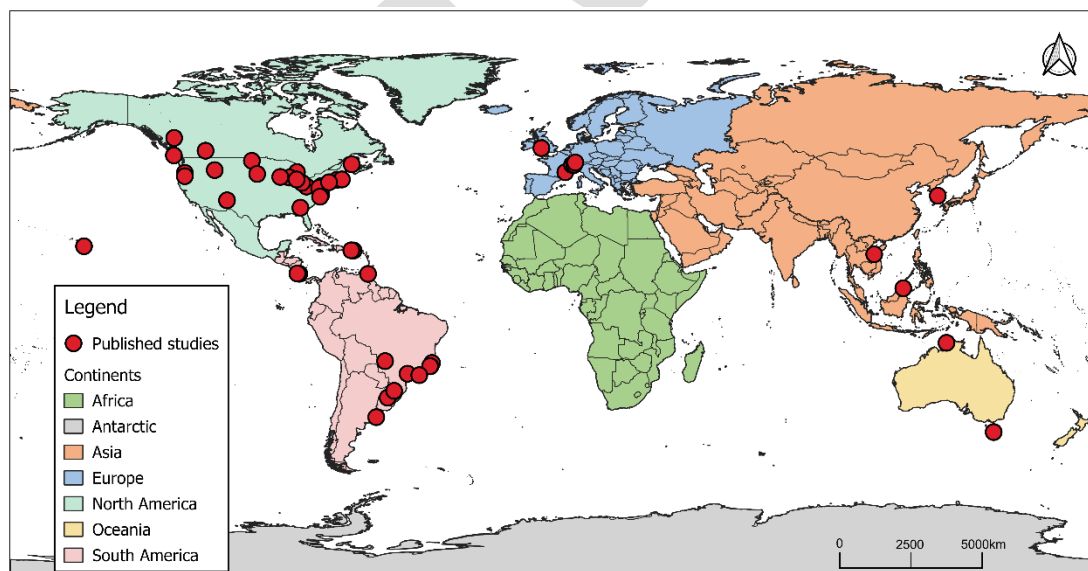 Legend
Published studies
Continents
Africa
Antarctic
Asia
Europe
North America
Oceania
South America
0 2500 5000km